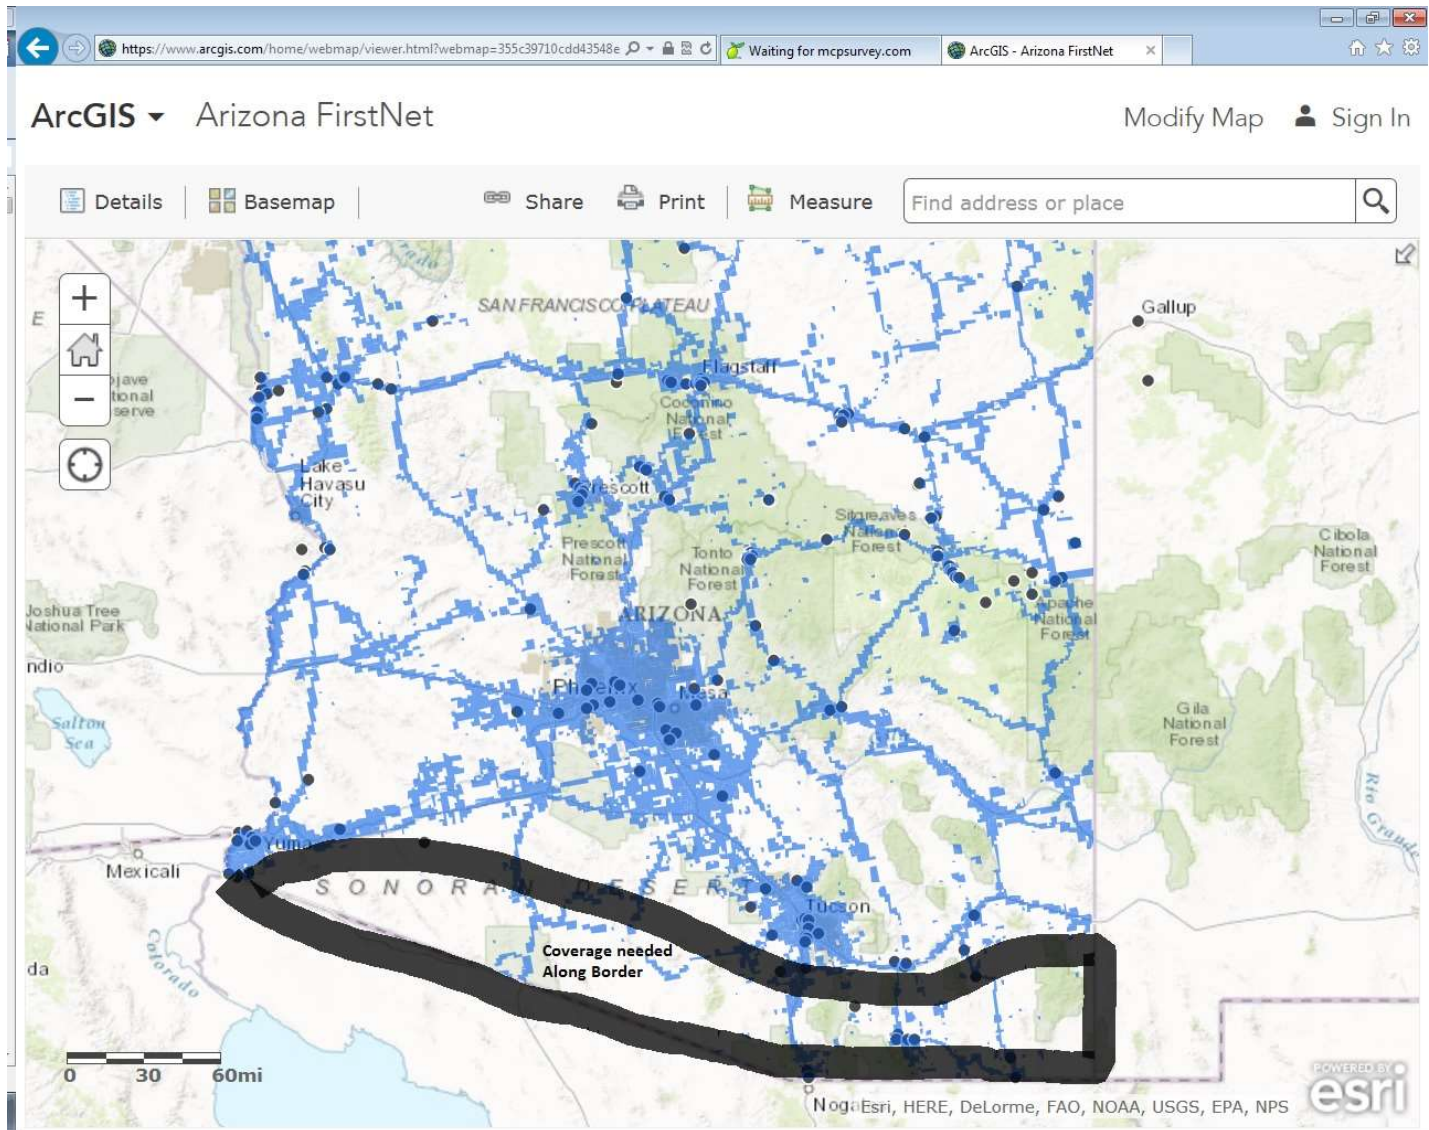 https://www.arcgis.com/home/webmap/viewer.html?webmap=355c39710cdd43548e
Waiting for mcpsurvey.com
ArcGIS - Arizona FirstNet
ArcGIS
Arizona FirstNet
Modify Map
Sign In
Details
Basemap
Share
Print
Measure
Find address or place
SAN FRANCISCO PLATEAU
Gallup
E
Flagstaff
Coconino
National
Forest
Lake
Havasu
City
Prescott
Sitgreaves
National
Forest
Cibola
National
Forest
Prescott
National
Forest
Tonto
National
Forest
Joshua Tree
National Park
ARIZONA
Apache
National
Forest
ndio
Phoenix
Mesa
Salton
Sea
Gila
National
Forest
Rio Grande
Yuma
Mexicali
SONORAN DESERT
Tucson
Coverage needed
Along Border
Colorado
da
0 30 60mi
POWERED BY
esri
Esri, HERE, DeLorme, FAO, NOAA, USGS, EPA, NPS